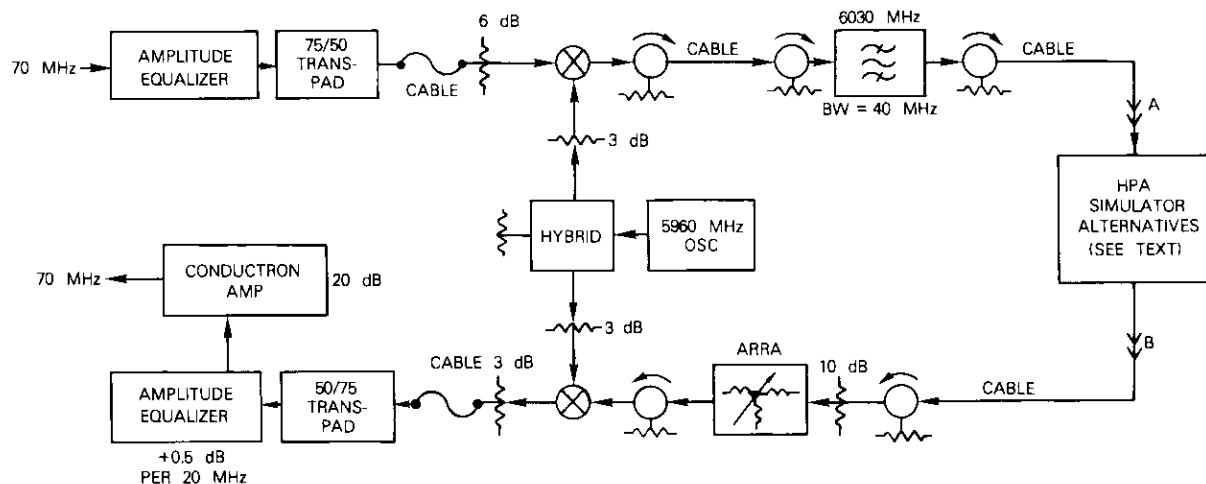 70 MHz
AMPLITUDE
EQUALIZER
75/50
TRANS-
PAD
CABLE
6 dB
3 dB
CABLE
6030 MHz
BW = 40 MHz
CABLE
A
HPA
SIMULATOR
ALTERNATIVES
(SEE TEXT)
B
HYBRID
5960 MHz
OSC
70 MHz
CONDUCTRON
AMP
20 dB
3 dB
AMPLITUDE
EQUALIZER
+0.5 dB
PER 20 MHz
50/75
TRANS-
PAD
CABLE 3 dB
ARRA
10 dB
CABLE